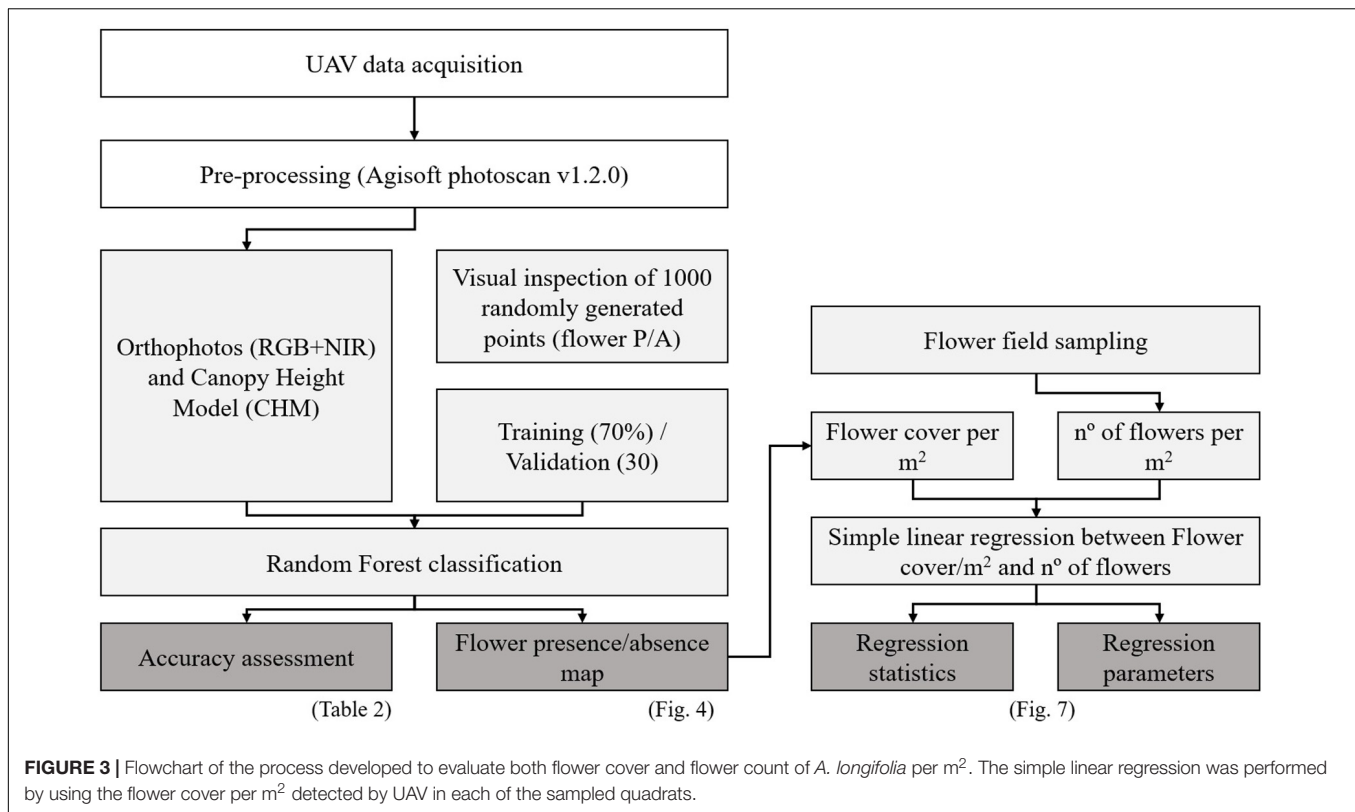 UAV data acquisition
Pre-processing (Agisoft photoscan v1.2.0)
Orthophotos (RGB+NIR)
and Canopy Height
Model (CHM)
Visual inspection of 1000
randomly generated
points (flower P/A)
Training (70%) /
Validation (30)
Random Forest classification
Accuracy assessment
(Table 2)
Flower presence/absence
map
(Fig. 4)
Flower field sampling
Flower cover per
m²
nº of flowers per
m²
Simple linear regression between Flower
cover/m² and nº of flowers
Regression
statistics
Regression
parameters
(Fig. 7)
FIGURE 3 | Flowchart of the process developed to evaluate both flower cover and flower count of A. longifolia per m². The simple linear regression was performed
by using the flower cover per m² detected by UAV in each of the sampled quadrats.